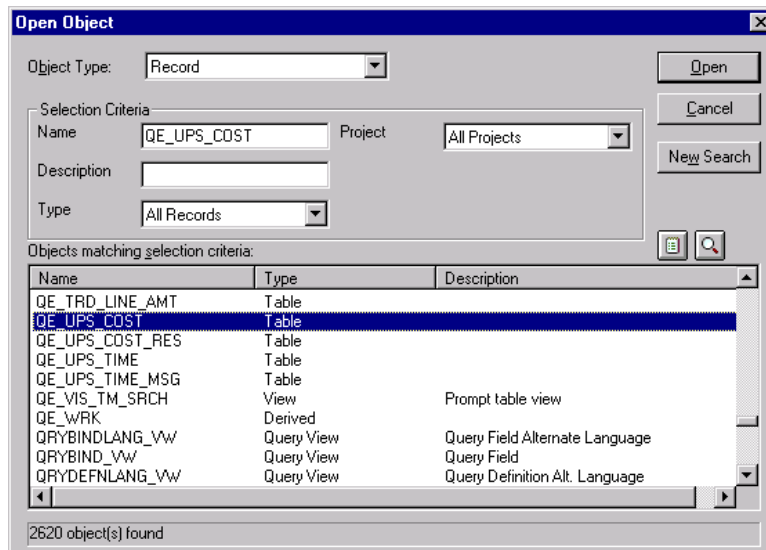 Open Object
Object Type: Record Open
Selection Criteria Cancel
Name QE_UPS_COST Project All Projects
New Search
Description
Type All Records
Objects matching selection criteria:
Name Type Description
QE_TRD_LINE_AMT Table
QE_UPS_COST Table
QE_UPS_COST_RES Table
QE_UPS_TIME Table
QE_UPS_TIME_MSG Table
QE_VIS_TM_SRCH View Prompt table view
QE_WRK Derived
QRYBINDLANG_VW Query View Query Field Alternate Language
QRYBIND_VW Query View Query Field
QRYDEFNLANG_VW Query View Query Definition Alt. Language
2620 object(s) found